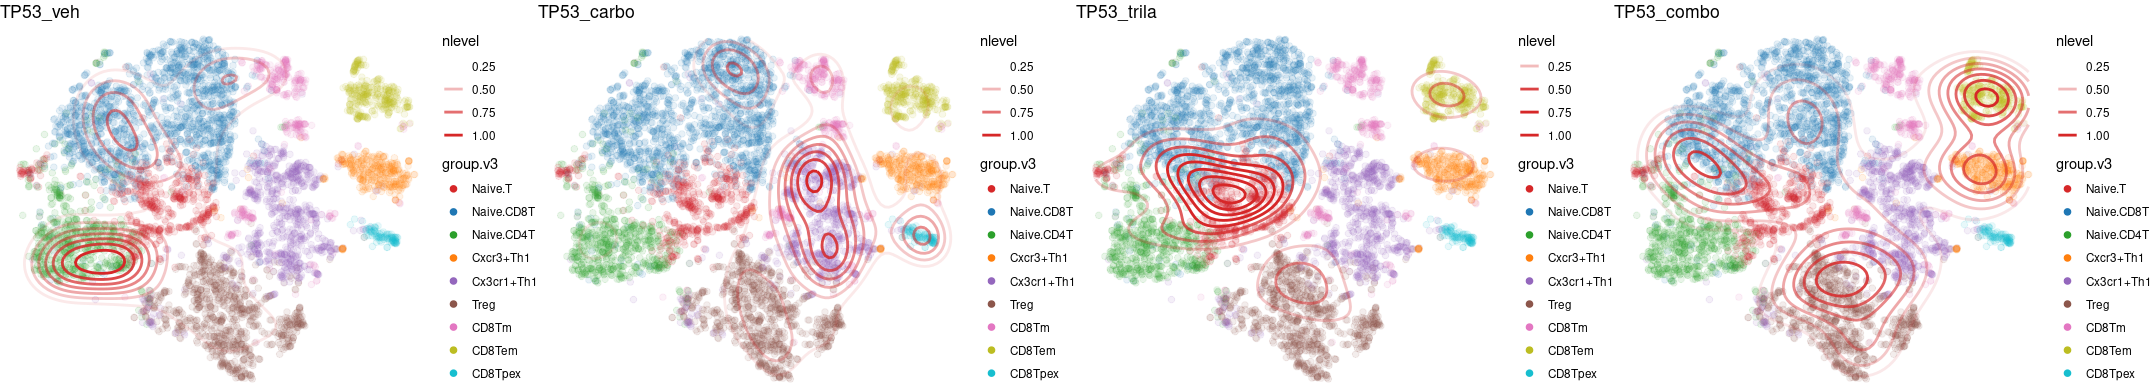 TP53_veh
nlevel
0.25
0.50
0.75
1.00
group.v3
Naive.T
Naive.CD8T
Naive.CD4T
Cxcr3+Th1
Cx3cr1+Th1
Treg
CD8Tm
CD8Tem
CD8Tpex
TP53_carbo
nlevel
0.25
0.50
0.75
1.00
group.v3
Naive.T
Naive.CD8T
Naive.CD4T
Cxcr3+Th1
Cx3cr1+Th1
Treg
CD8Tm
CD8Tem
CD8Tpex
TP53_trila
nlevel
0.25
0.50
0.75
1.00
group.v3
Naive.T
Naive.CD8T
Naive.CD4T
Cxcr3+Th1
Cx3cr1+Th1
Treg
CD8Tm
CD8Tem
CD8Tpex
TP53_combo
nlevel
0.25
0.50
0.75
1.00
group.v3
Naive.T
Naive.CD8T
Naive.CD4T
Cxcr3+Th1
Cx3cr1+Th1
Treg
CD8Tm
CD8Tem
CD8Tpex